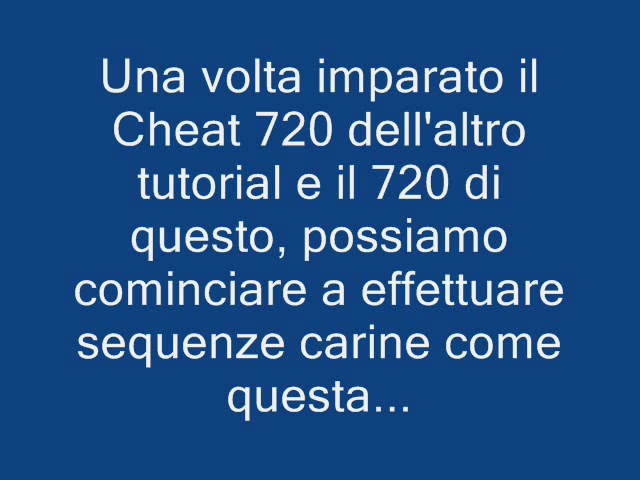 Una volta imparato il
Cheat 720 dell'altro
tutorial e il 720 di
questo, possiamo
cominciare a effettuare
sequenze carine come
questa...